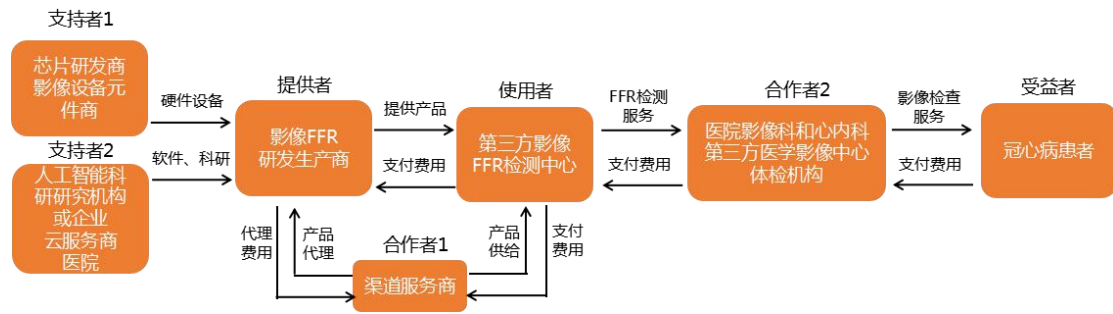 支持者1
芯片研发商
影像设备元
件商
硬件设备
支持者2
人工智能科
研研究机构
或企业
云服务商
医院
软件、科研
提供者
影像FFR
研发生产商
提供产品
支付费用
使用者
第三方影像
FFR检测中心
FFR检测
服务
支付费用
合作者2
医院影像科和心内科
第三方医学影像中心
体检机构
影像检查
服务
支付费用
受益者
冠心病患者
代理
费用
产品
代理
合作者1
渠道服务商
产品
供给
支付
费用